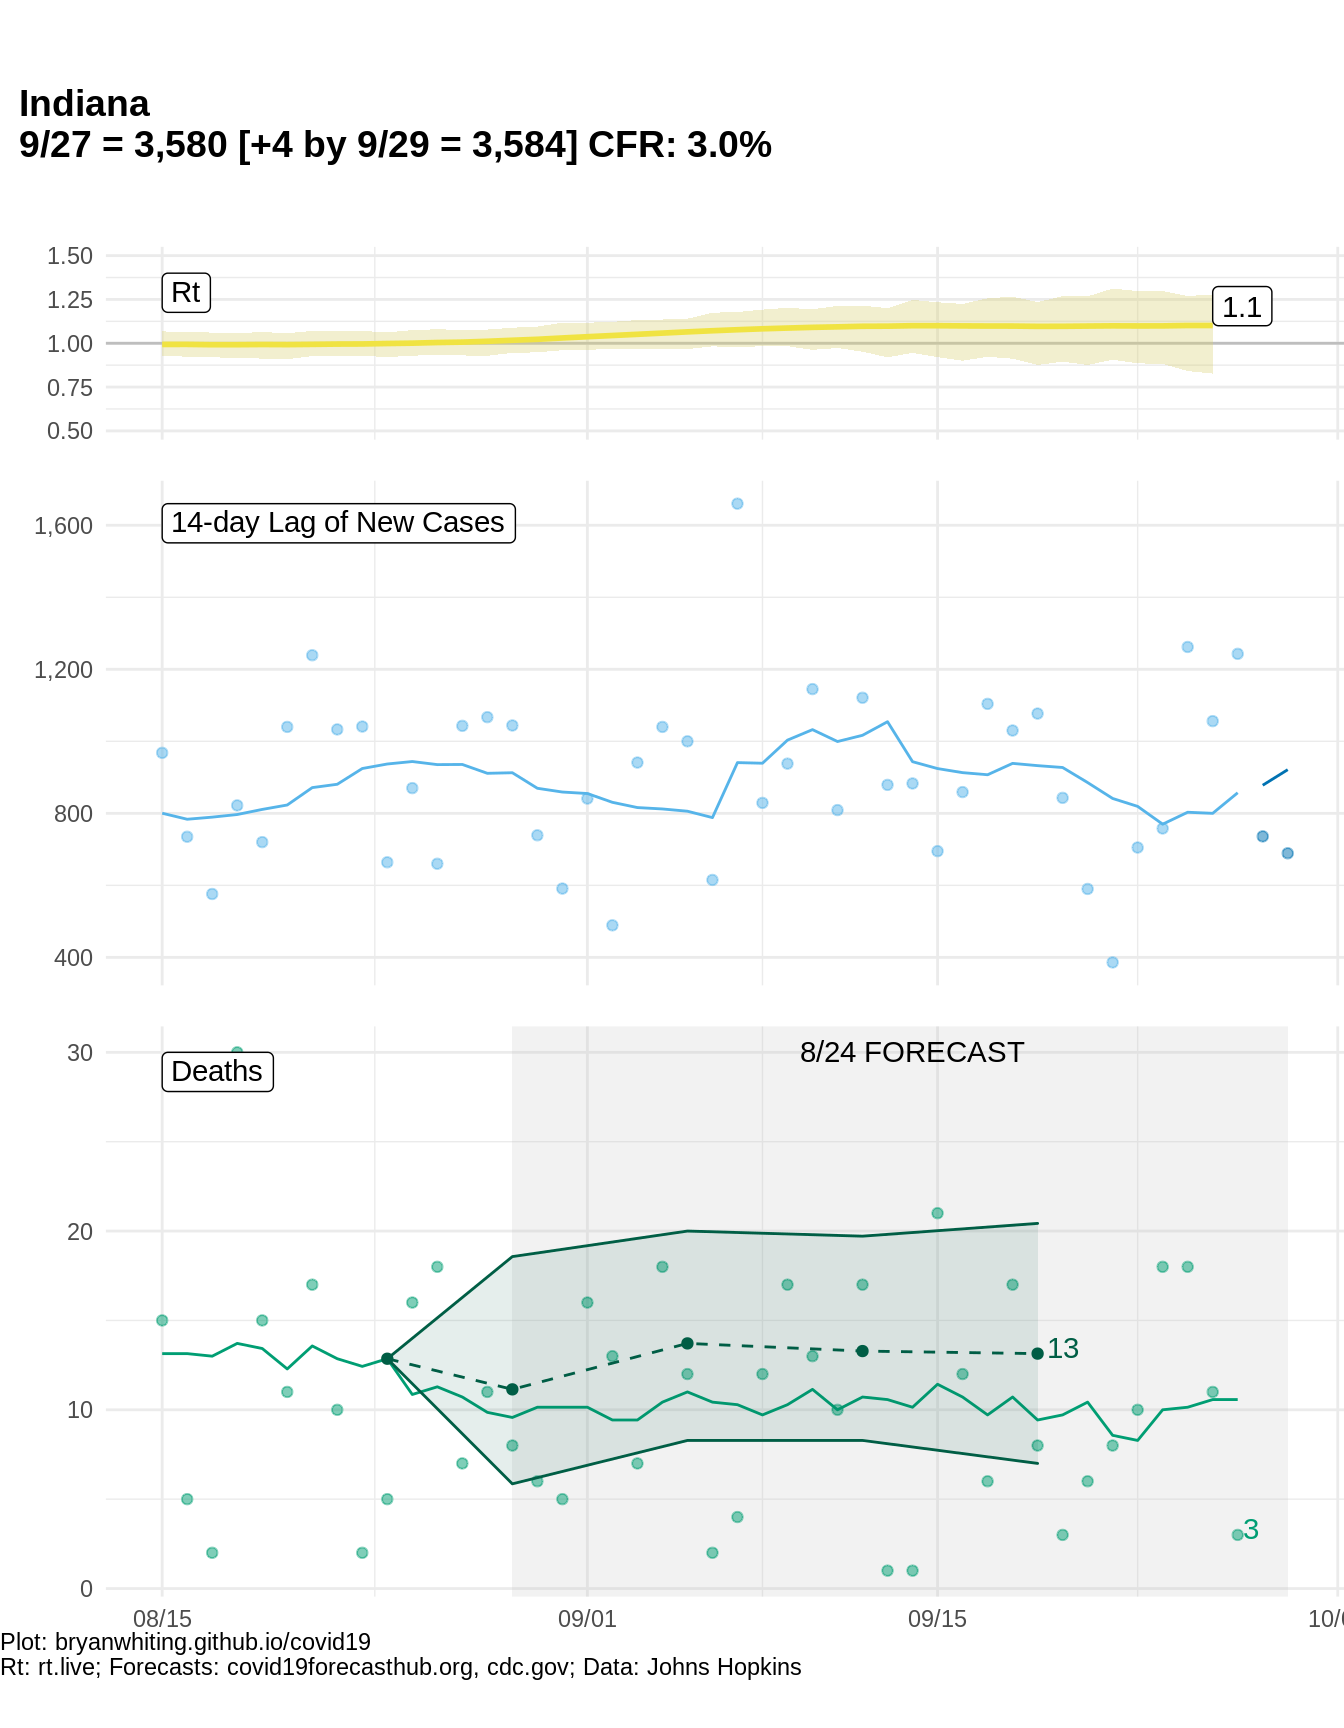 Indiana
9/27 = 3,580 [+4 by 9/29 = 3,584] CFR: 3.0%
1.50
Rt
1.25
1.1
1.00
0.75
0.50
14-day Lag of New Cases
1,600
1,200
800
400
8/24 FORECAST
30
Deaths
20
13
10
3
0
08/15 09/01 09/15 10/0
Plot: bryanwhiting.github.io/covid19
Rt: rt.live; Forecasts: covid19forecasthub.org, cdc.gov; Data: Johns Hopkins